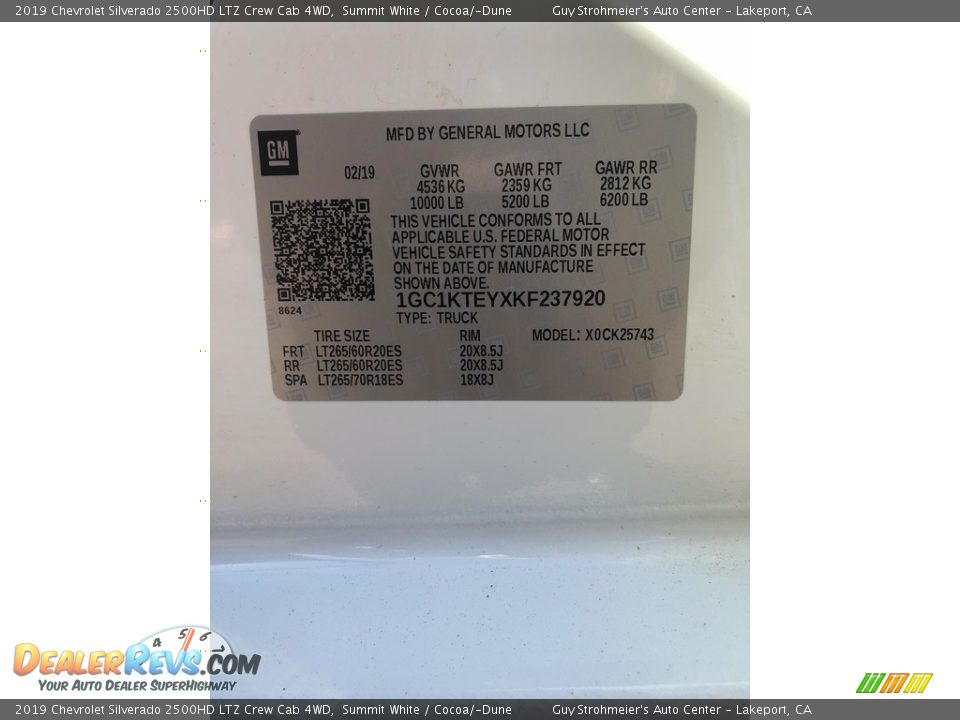 2019 Chevrolet Silverado 2500HD LTZ Crew Cab 4WD, Summit White / Cocoa/-Dune Guy Strohmeier's Auto Center - Lakeport, CA
GM
MFD BY GENERAL MOTORS LLC
02/19 GVWR GAWR FRT GAWR RR
4536 KG 2359 KG 2812 KG
10000 LB 5200 LB 6200 LB
THIS VEHICLE CONFORMS TO ALL
APPLICABLE U.S. FEDERAL MOTOR
VEHICLE SAFETY STANDARDS IN EFFECT
ON THE DATE OF MANUFACTURE
SHOWN ABOVE.
1GC1KTEYXKF237920
8624
TYPE: TRUCK
TIRE SIZE RIM MODEL: X0CK25743
FRT LT265/60R20ES 20X8.5J
RR LT265/60R20ES 20X8.5J
SPA LT265/70R18ES 18X8J
4 5 6 7
DEALERREVS.COM
YOUR AUTO DEALER SUPERHIGHWAY
2019 Chevrolet Silverado 2500HD LTZ Crew Cab 4WD, Summit White / Cocoa/-Dune Guy Strohmeier's Auto Center - Lakeport, CA